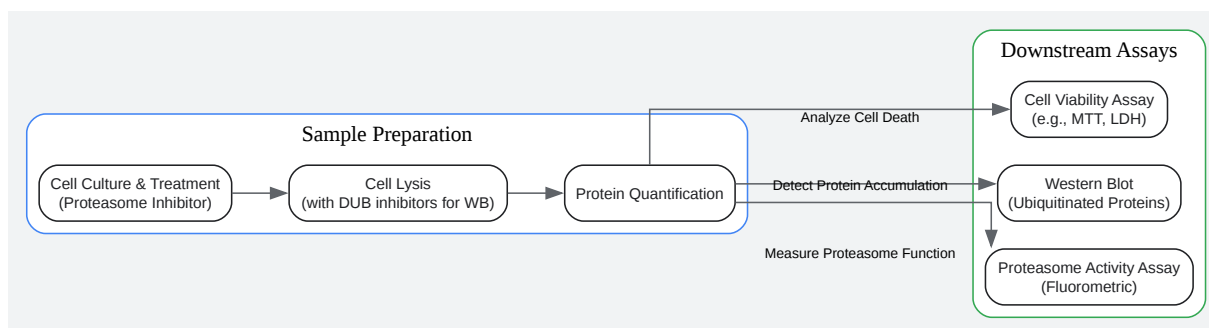 Sample Preparation
Cell Culture & Treatment
(Proteasome Inhibitor)
Cell Lysis
(with DUB inhibitors for WB)
Protein Quantification
Analyze Cell Death
Detect Protein Accumulation
Measure Proteasome Function
Downstream Assays
Cell Viability Assay
(e.g., MTT, LDH)
Western Blot
(Ubiquitinated Proteins)
Proteasome Activity Assay
(Fluorometric)